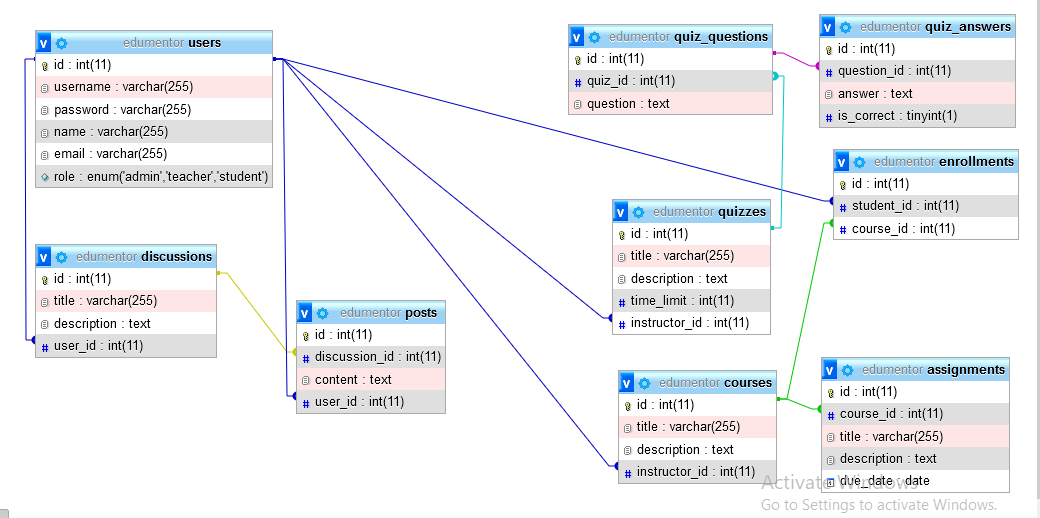 edumentor users
id : int(11)
username : varchar(255)
password : varchar(255)
name : varchar(255)
email : varchar(255)
role : enum('admin','teacher','student')
edumentor discussions
id : int(11)
title : varchar(255)
description : text
user_id : int(11)
edumentor posts
id : int(11)
discussion_id : int(11)
content : text
user_id : int(11)
edumentor quiz_questions
id : int(11)
quiz_id : int(11)
question : text
edumentor quiz_answers
id : int(11)
question_id : int(11)
answer : text
is_correct : tinyint(1)
edumentor enrollments
id : int(11)
student_id : int(11)
course_id : int(11)
edumentor quizzes
id : int(11)
title : varchar(255)
description : text
time_limit : int(11)
instructor_id : int(11)
edumentor courses
id : int(11)
title : varchar(255)
description : text
instructor_id : int(11)
edumentor assignments
id : int(11)
course_id : int(11)
title : varchar(255)
description : text
due_date : date
Activate Windows
Go to Settings to activate Windows.